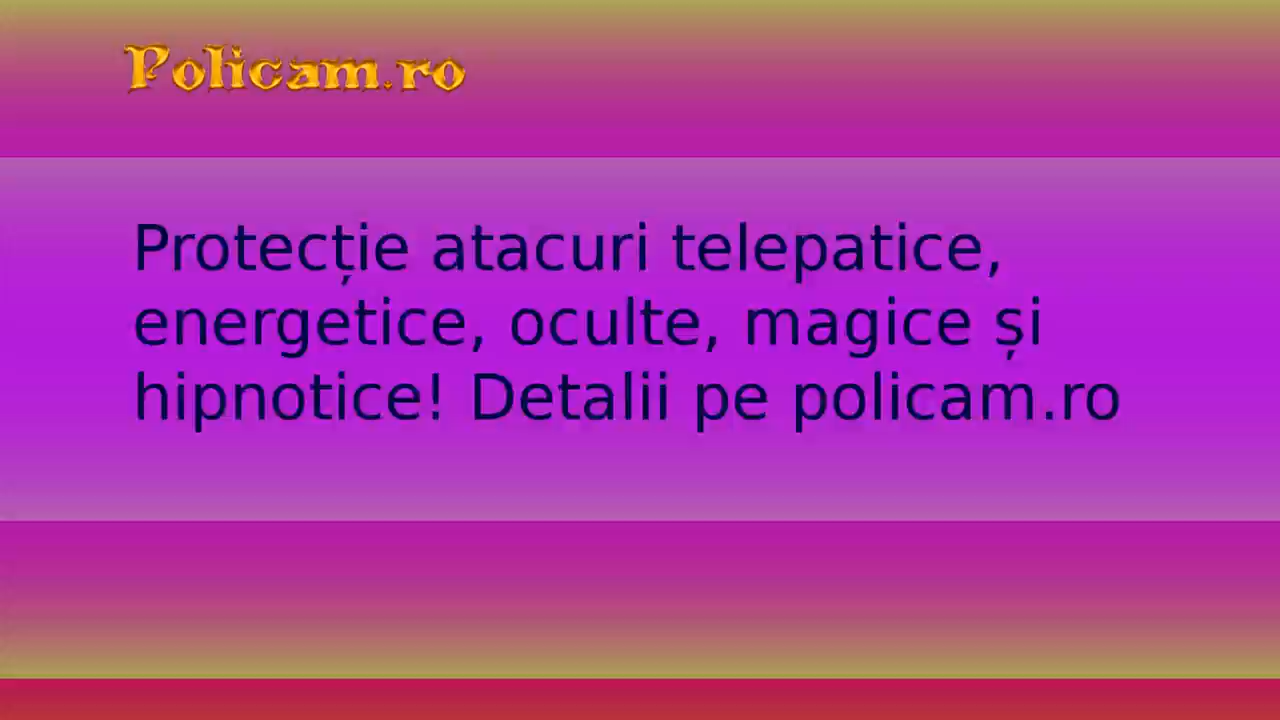 Policam.ro
Protecție atacuri telepatice,
energetice, oculte, magice și
hipnotice! Detalii pe policam.ro